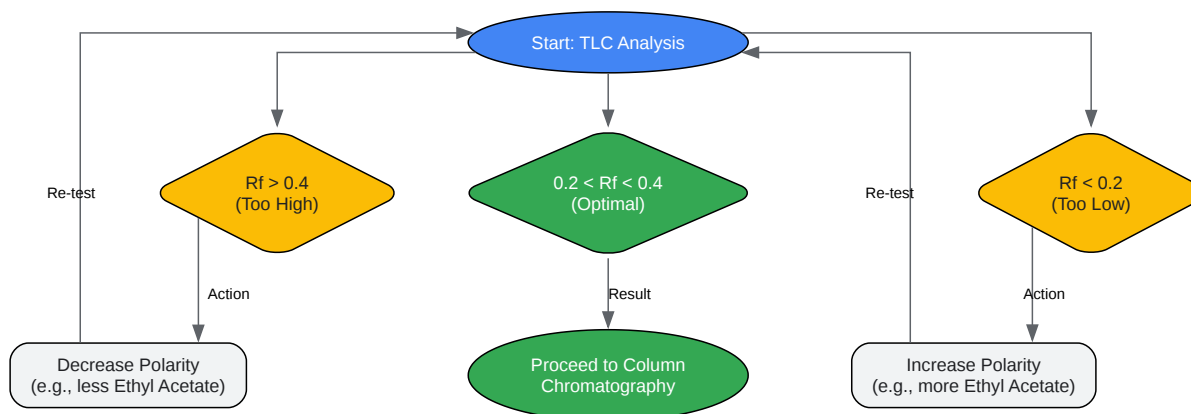 Start: TLC Analysis
Rf > 0.4
(Too High)
0.2 < Rf < 0.4
(Optimal)
Rf < 0.2
(Too Low)
Re-test
Re-test
Action
Result
Action
Decrease Polarity
(e.g., less Ethyl Acetate)
Proceed to Column
Chromatography
Increase Polarity
(e.g., more Ethyl Acetate)